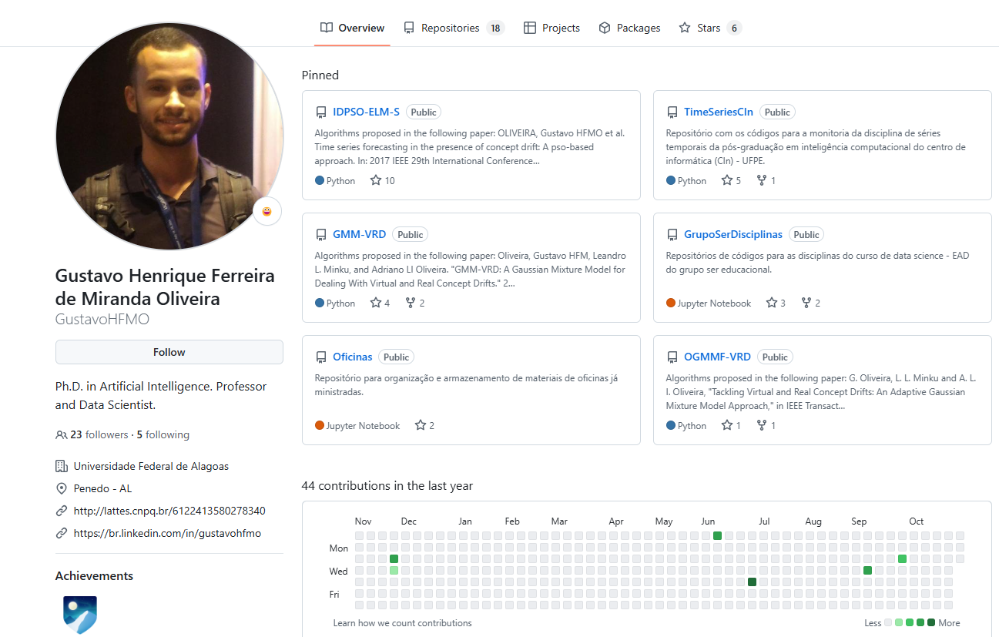 Overview
Repositories 18
Projects
Packages
Stars 6
Gustavo Henrique Ferreira
de Miranda Oliveira
GustavoHFMO
Follow
Ph.D. in Artificial Intelligence. Professor
and Data Scientist.
23 followers · 5 following
Universidade Federal de Alagoas
Penedo - AL
http://lattes.cnpq.br/6122413580278340
https://br.linkedin.com/in/gustavohfmo
Achievements
Pinned
IDPSO-ELM-S Public
Algorithms proposed in the following paper: OLIVEIRA, Gustavo HFMO et al.
Time series forecasting in the presence of concept drift: A pso-based
approach. In: 2017 IEEE 29th International Conference...
Python 10
TimeSeriesCIn Public
Repositório com os códigos para a monitoria da disciplina de séries
temporais da pós-graduação em inteligência computacional do centro de
informática (CIn) - UFPE.
Python 5 1
GMM-VRD Public
Algorithms proposed in the following paper: Oliveira, Gustavo HFM, Leandro
L. Minku, and Adriano LI Oliveira. "GMM-VRD: A Gaussian Mixture Model for
Dealing With Virtual and Real Concept Drifts." 2...
Python 4 2
GrupoSerDisciplinas Public
Repositórios de códigos para as disciplinas do curso de data science - EAD
do grupo ser educacional.
Jupyter Notebook 3 2
Oficinas Public
Repositório para organização e armazenamento de materiais de oficinas já
ministradas.
Jupyter Notebook 2
OGMMF-VRD Public
Algorithms proposed in the following paper: G. Oliveira, L. L. Minku and A. L.
I. Oliveira, "Tackling Virtual and Real Concept Drifts: An Adaptive Gaussian
Mixture Model Approach," in IEEE Transact...
Python 1 1
44 contributions in the last year
Nov Dec Jan Feb Mar Apr May Jun Jul Aug Sep Oct
Mon
Wed
Fri
Learn how we count contributions
Less More